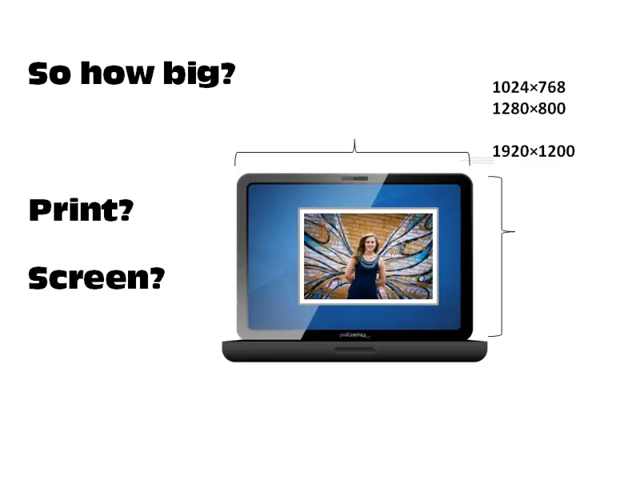 So how big?
1024×768
1280×800
1920×1200
Print?
Screen?